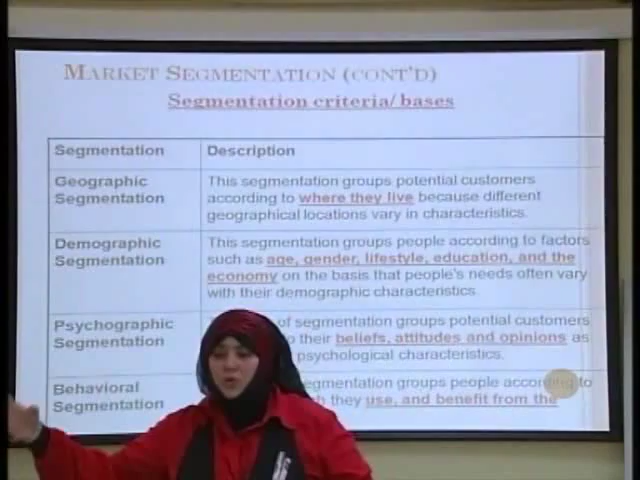 MARKET SEGMENTATION (CONT'D)
Segmentation criteria/ bases
Segmentation
Description
Geographic
Segmentation
This segmentation groups potential customers
according to where they live because different
geographical locations vary in characteristics.
Demographic
Segmentation
This segmentation groups people according to factors
such as age, gender, lifestyle, education, and the
economy on the basis that people's needs often vary
with their demographic characteristics.
Psychographic
Segmentation
of segmentation groups potential customers
their beliefs, attitudes and opinions as
psychological characteristics.
Behavioral
Segmentation
segmentation groups people according to
they use, and benefit from the